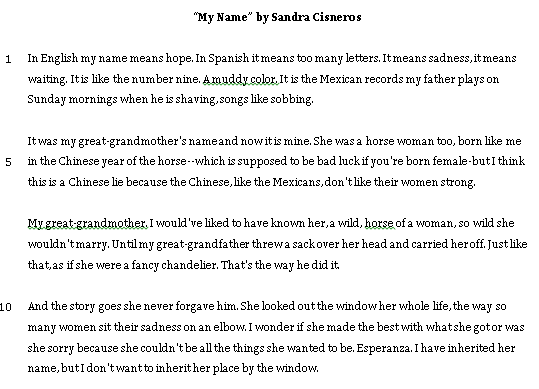 "My Name" by Sandra Cisneros
1 In English my name means hope. In Spanish it means too many letters. It means sadness, it means
waiting. It is like the number nine. A muddy color. It is the Mexican records my father plays on
Sunday mornings when he is shaving, songs like sobbing.
It was my great-grandmother's name and now it is mine. She was a horse woman too, born like me
5 in the Chinese year of the horse--which is supposed to be bad luck if you're born female-but I think
this is a Chinese lie because the Chinese, like the Mexicans, don't like their women strong.
My great-grandmother. I would've liked to have known her, a wild, horse of a woman, so wild she
wouldn't marry. Until my great-grandfather threw a sack over her head and carried her off. Just like
that, as if she were a fancy chandelier. That's the way he did it.
10 And the story goes she never forgave him. She looked out the window her whole life, the way so
many women sit their sadness on an elbow. I wonder if she made the best with what she got or was
she sorry because she couldn't be all the things she wanted to be. Esperanza. I have inherited her
name, but I don't want to inherit her place by the window.